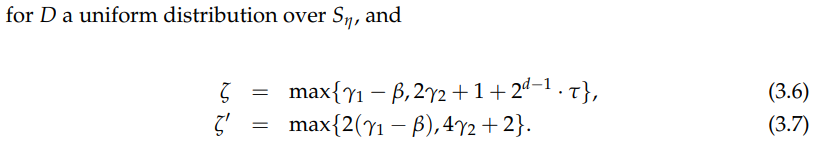 for D a uniform distribution over S_η, and
ζ = max{γ₁ − β, 2γ₂ + 1 + 2^{d−1} · τ}, (3.6)
ζ′ = max{2(γ₁ − β), 4γ₂ + 2}. (3.7)